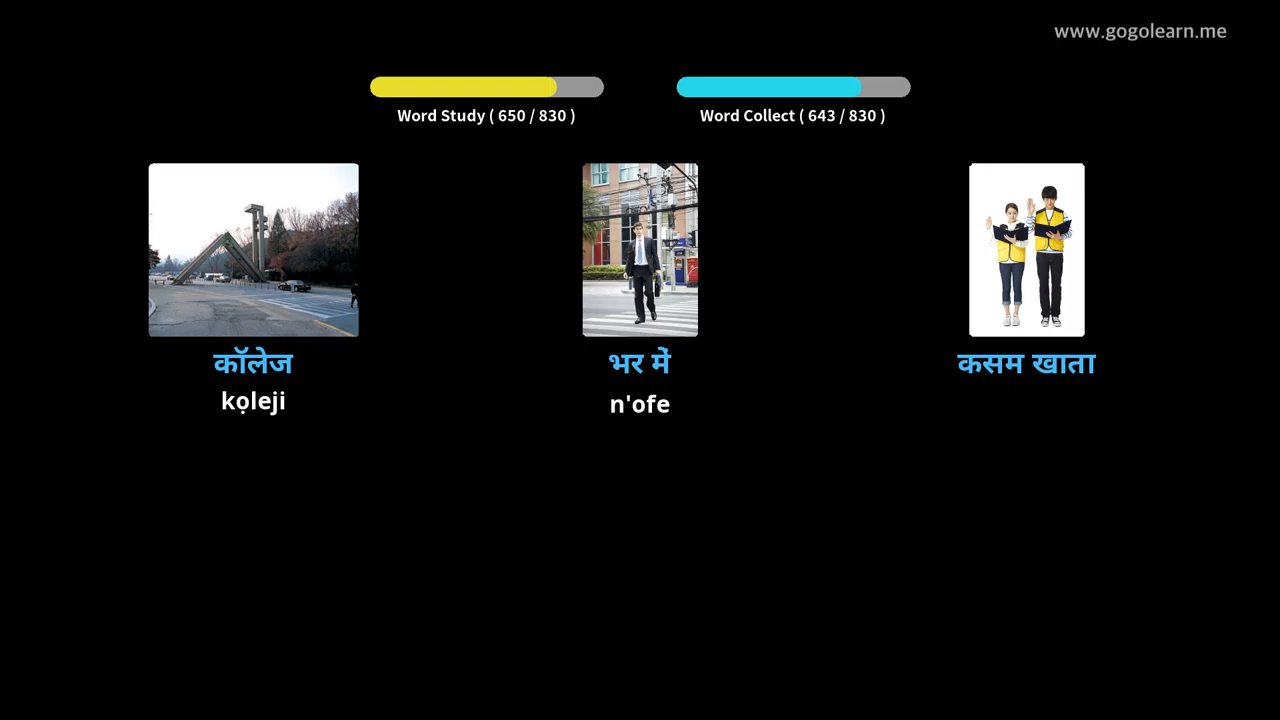 www.gogolearn.me
Word Study ( 650 / 830 )
Word Collect ( 643 / 830 )
कॉलेज
भर में
कसम खाता
kọleji
n'ofe